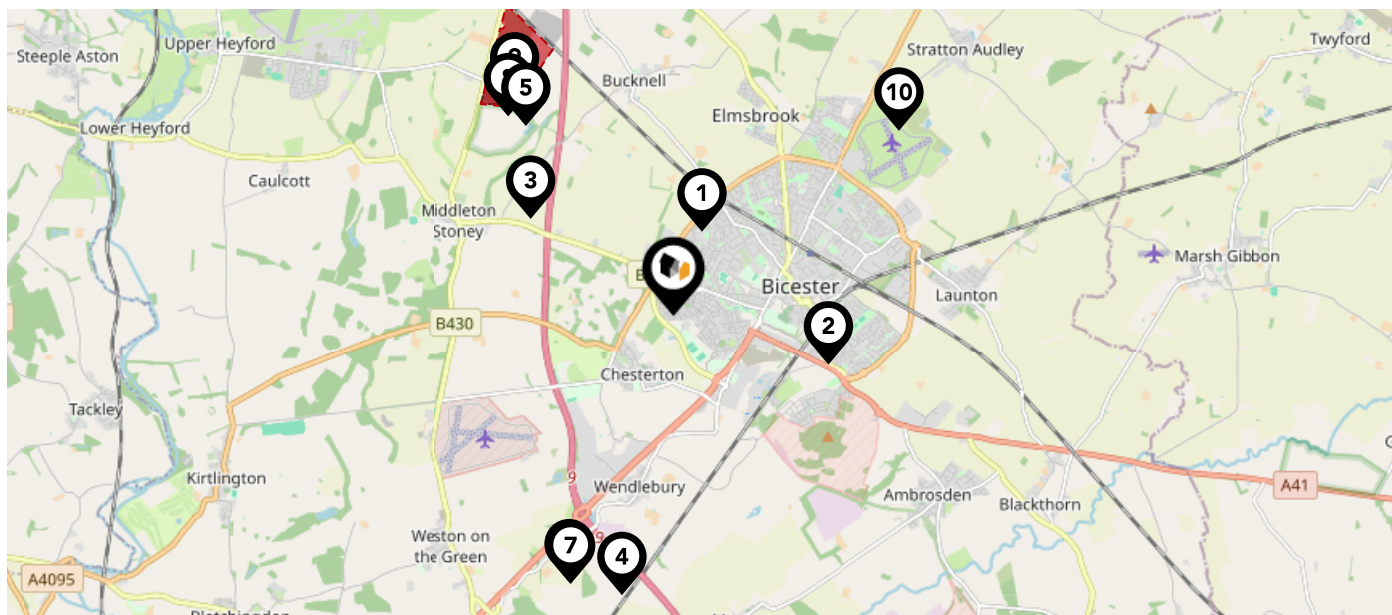 Steeple Aston
Upper Heyford
Bucknell
Stratton Audley
Twyford
5
10
Elmsbrook
Lower Heyford
Caulcott
3
1
Middleton
Stoney
Bicester
Marsh Gibbon
Launton
B430
2
Chesterton
Tackley
Kirtlington
9
Wendlebury
Ambrosden
Blackthorn
A41
Weston on
the Green
7
9
4
A4095